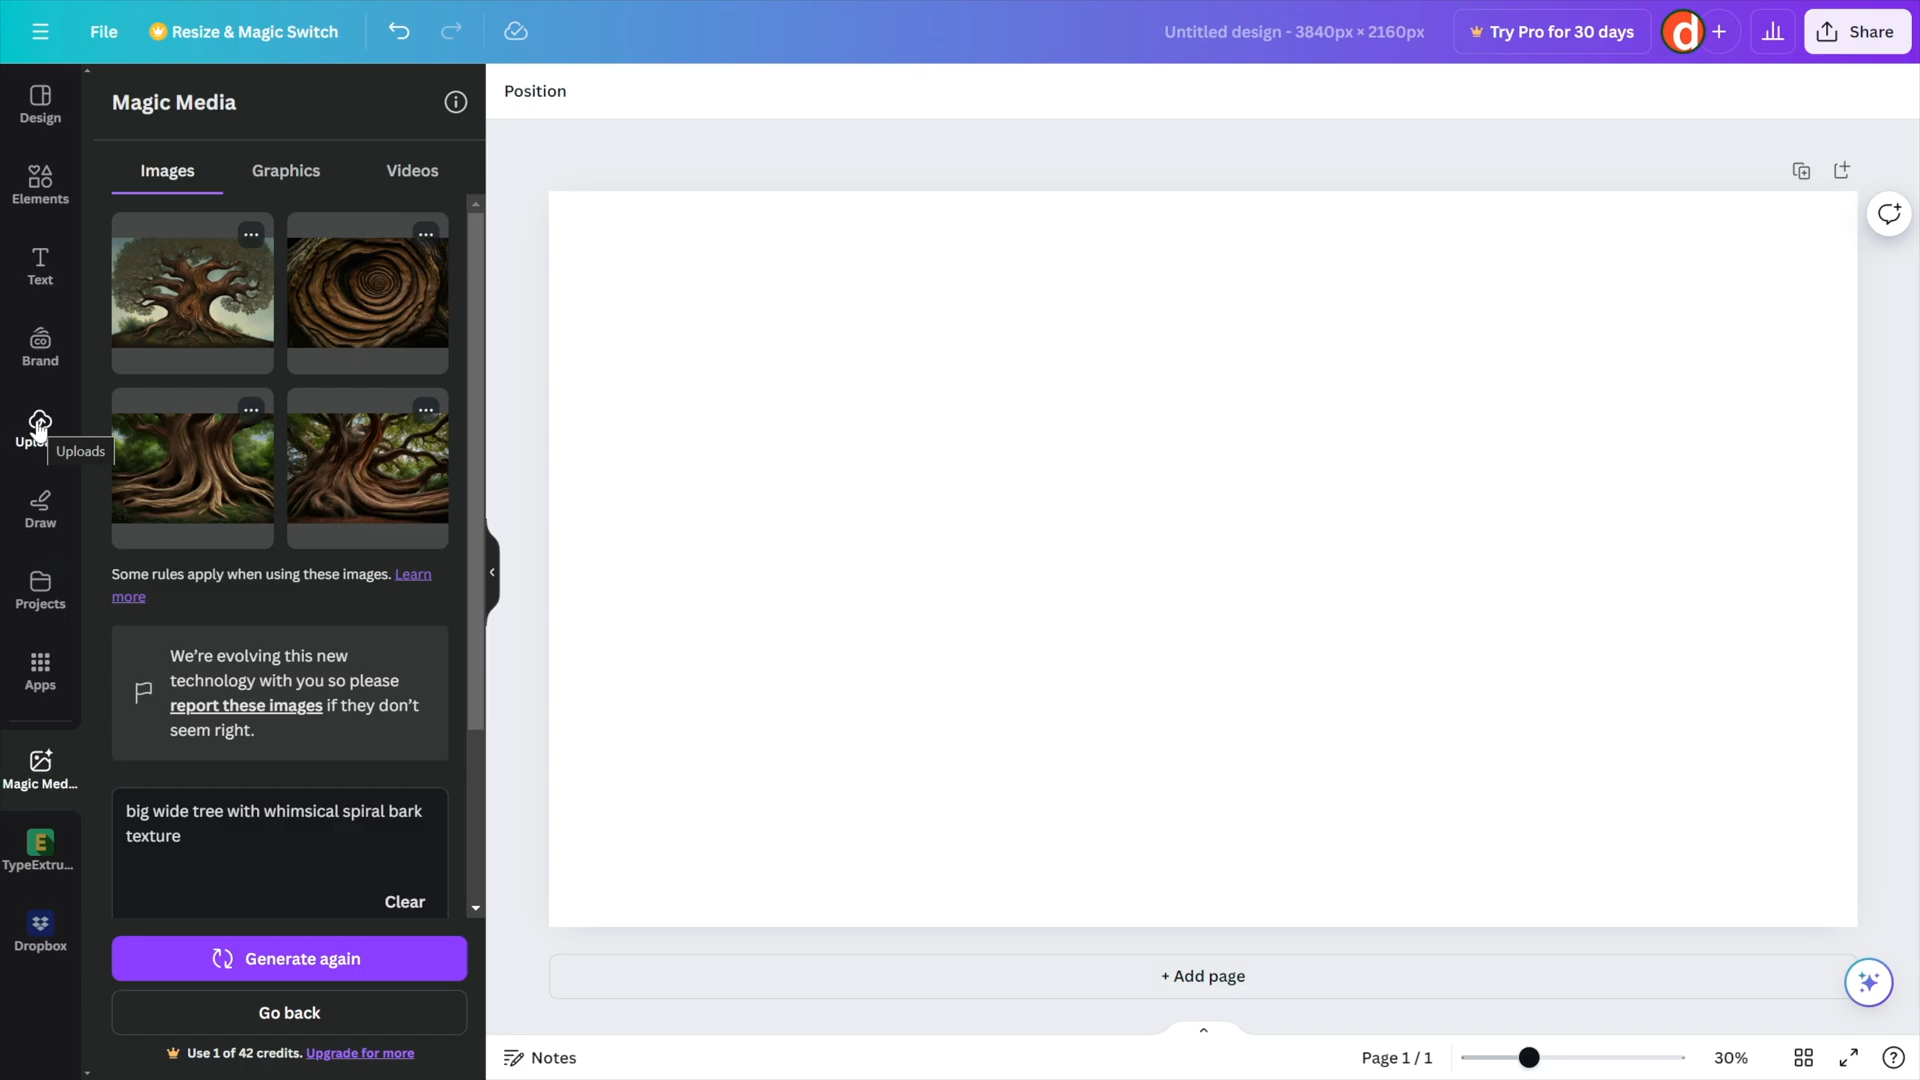 File
Resize & Magic Switch
Untitled design - 3840px × 2160px
Try Pro for 30 days
d
Share
Design
Elements
Text
Brand
Uploads
Draw
Projects
Apps
Magic Med...
E
TypeExtru...
Dropbox
Magic Media
Images
Graphics
Videos
Some rules apply when using these images. Learn
more
We're evolving this new
technology with you so please
report these images if they don't
seem right.
big wide tree with whimsical spiral bark
texture
Clear
Generate again
Go back
Use 1 of 42 credits. Upgrade for more
Position
+ Add page
Notes
Page 1 / 1
30%